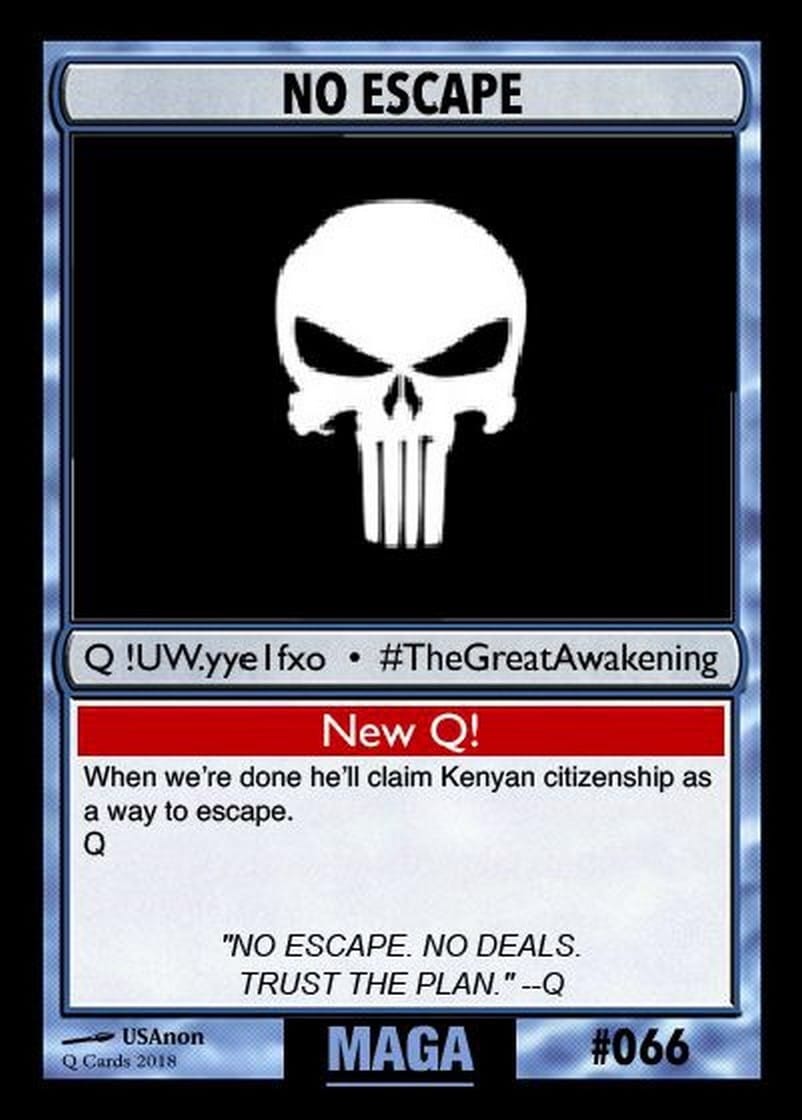 NO ESCAPE
Q !UW.yye1fxo • #TheGreatAwakening
New Q!
When we're done he'll claim Kenyan citizenship as
a way to escape.
Q
"NO ESCAPE. NO DEALS.
TRUST THE PLAN." --Q
USAnon
Q Cards 2018
MAGA
#066